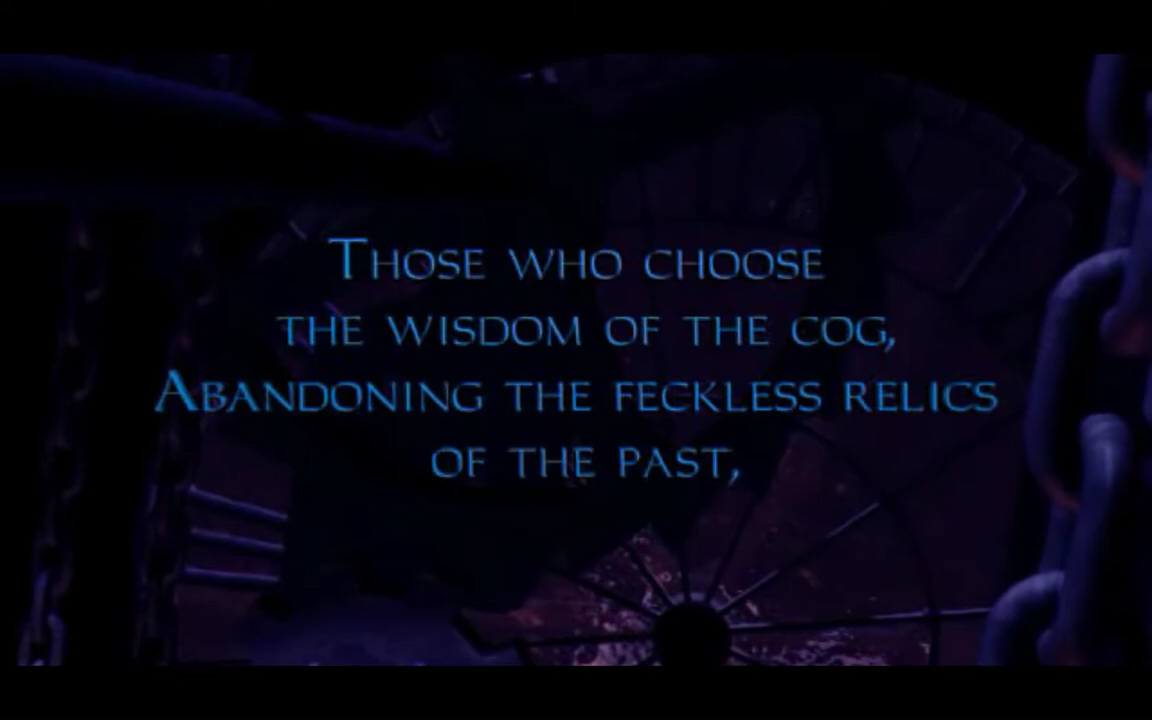 Those who choose
the wisdom of the cog,
Abandoning the feckless relics
of the past,